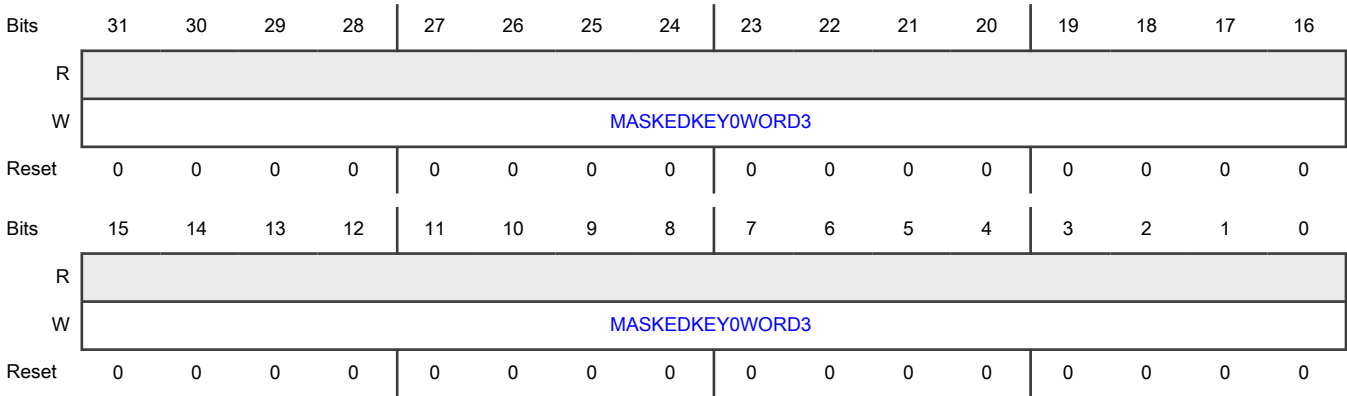 Bits 31 30 29 28 27 26 25 24 23 22 21 20 19 18 17 16
R
W MASKEDKEY0WORD3
Reset 0 0 0 0 0 0 0 0 0 0 0 0 0 0 0 0
Bits 15 14 13 12 11 10 9 8 7 6 5 4 3 2 1 0
R
W MASKEDKEY0WORD3
Reset 0 0 0 0 0 0 0 0 0 0 0 0 0 0 0 0